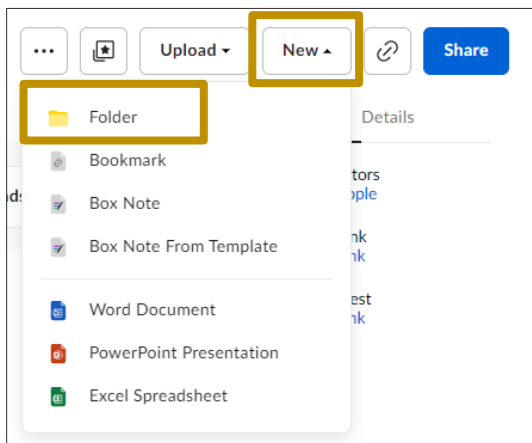 Upload
New
Share
Folder
Details
Bookmark
Box Note
Box Note From Template
Word Document
PowerPoint Presentation
Excel Spreadsheet